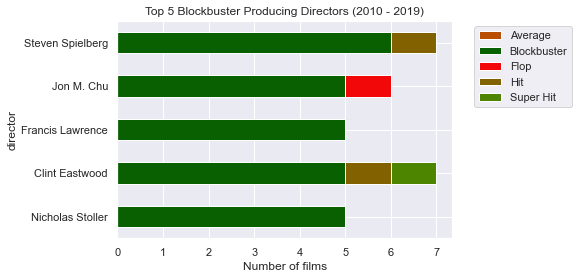 Top 5 Blockbuster Producing Directors (2010 - 2019)
Steven Spielberg
Jon M. Chu
Francis Lawrence
Clint Eastwood
Nicholas Stoller
director
0 1 2 3 4 5 6 7
Number of films
Average
Blockbuster
Flop
Hit
Super Hit